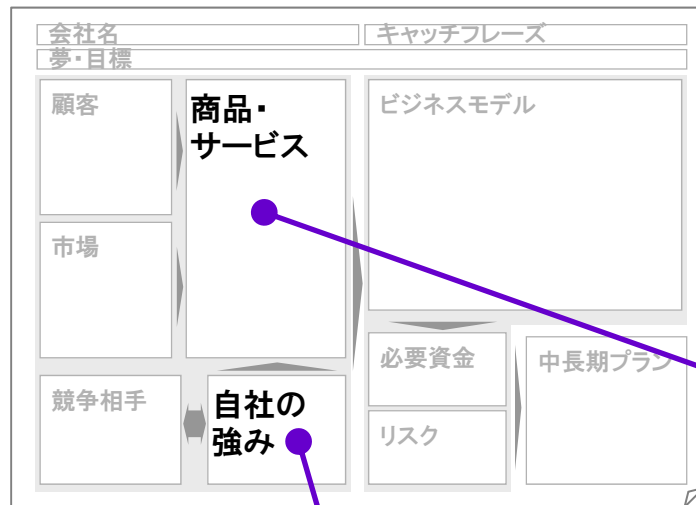 会社名
キャッチフレーズ
夢・目標
顧客
商品・
サービス
ビジネスモデル
市場
必要資金
中長期プラン
競争相手
自社の
強み
リスク